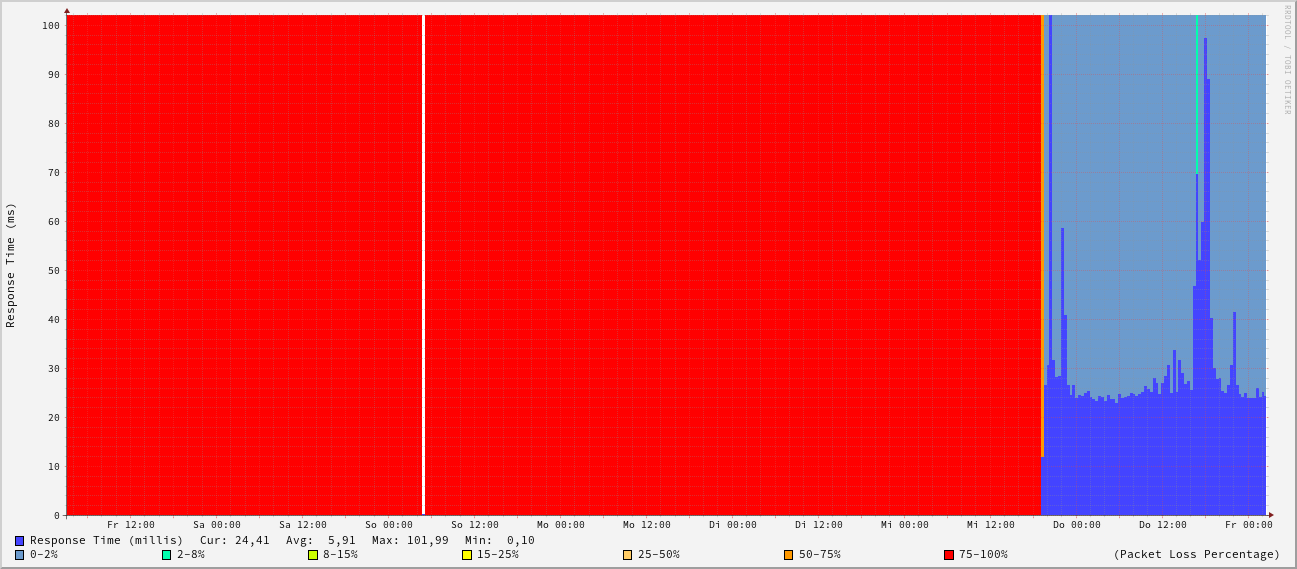 RRDTOOL / TOBI OETIKER
Response Time (ms)
100
90
80
70
60
50
40
30
20
10
0
Fr 12:00 Sa 00:00 Sa 12:00 So 00:00 So 12:00 Mo 00:00 Mo 12:00 Di 00:00 Di 12:00 Mi 00:00 Mi 12:00 Do 00:00 Do 12:00 Fr 00:00
Response Time (millis) Cur: 24,41 Avg: 5,91 Max: 101,99 Min: 0,10
0-2% 2-8% 8-15% 15-25% 25-50% 50-75% 75-100% (Packet Loss Percentage)